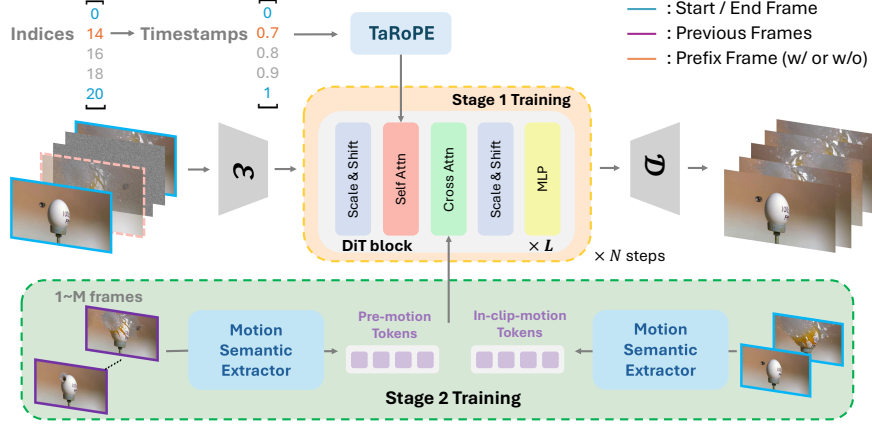 Indices
0
14
16
18
20
Timestamps
0
0.7
0.8
0.9
1
TaRoPE
: Start / End Frame
: Previous Frames
: Prefix Frame (w/ or w/o)
Stage 1 Training
ℰ
Scale & Shift
Self Attn
Cross Attn
Scale & Shift
MLP
DiT block
× L
× N steps
𝒟
1~M frames
Motion
Semantic
Extractor
Pre-motion
Tokens
In-clip-motion
Tokens
Motion
Semantic
Extractor
Stage 2 Training